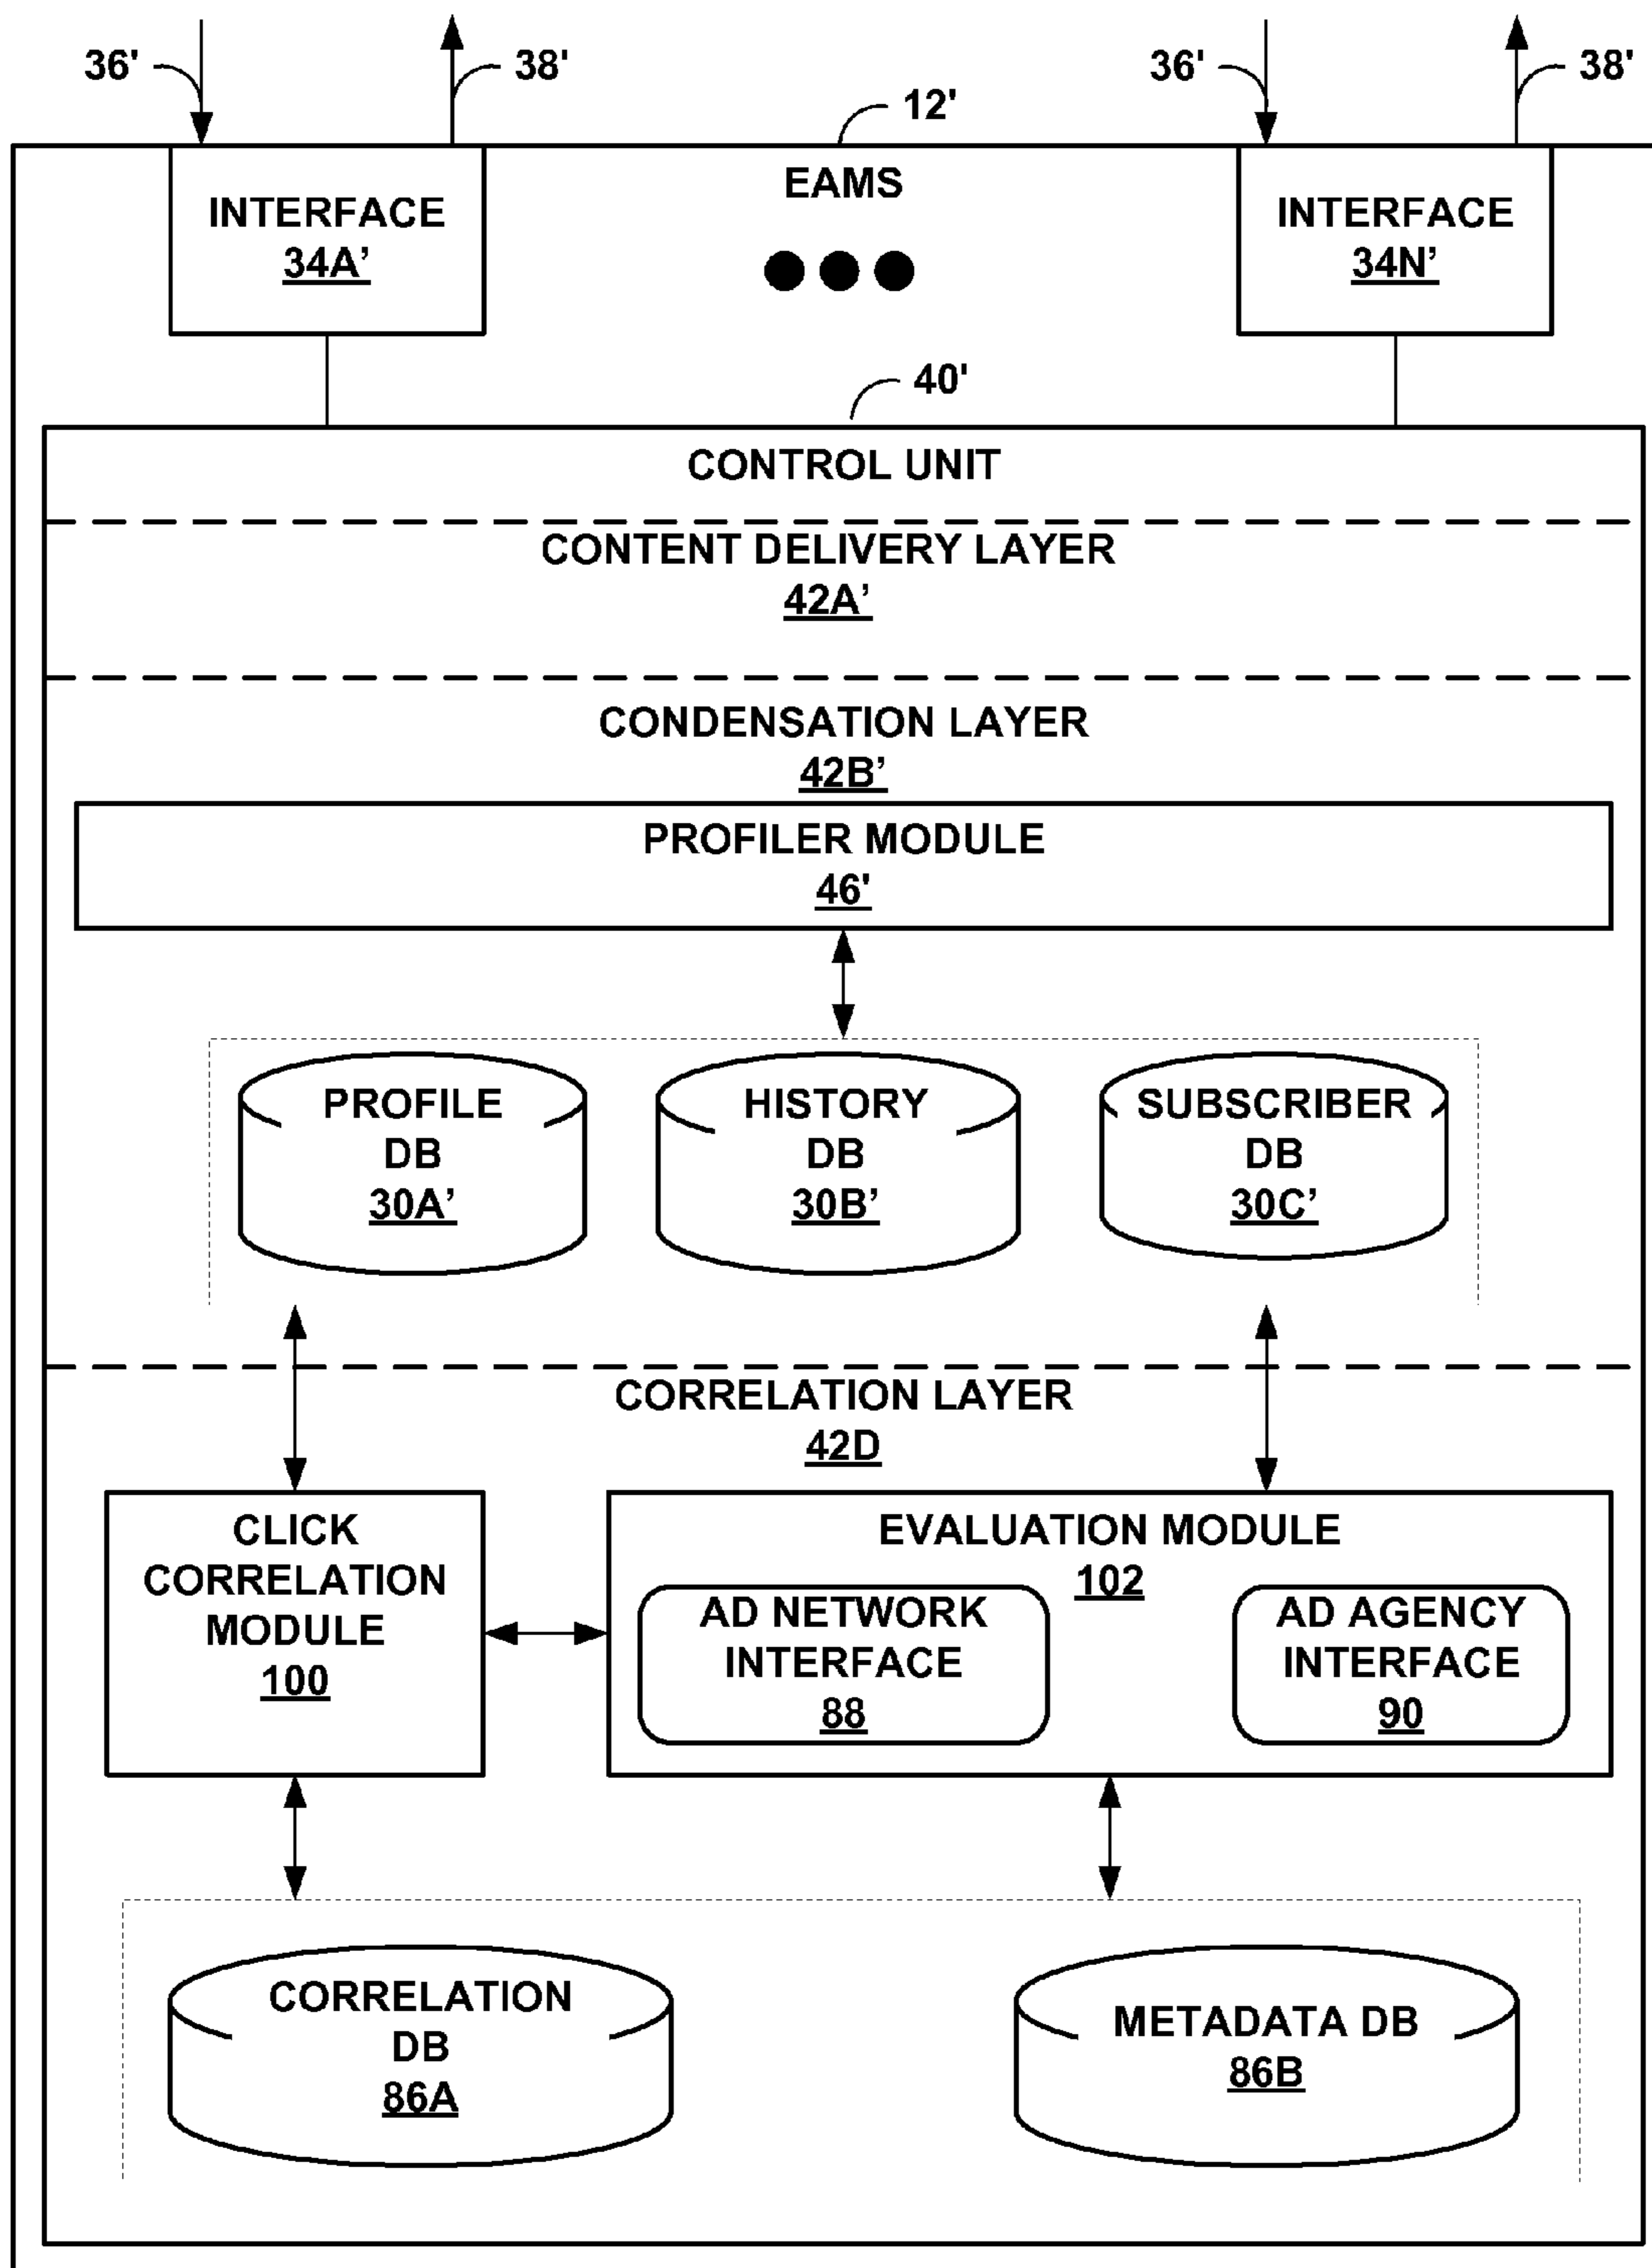 36'
38'
36'
38'
12'
EAMS
INTERFACE
34A’
INTERFACE
34N’
40'
CONTROL UNIT
CONTENT DELIVERY LAYER
42A’
CONDENSATION LAYER
42B’
PROFILER MODULE
46'
PROFILE
DB
30A’
HISTORY
DB
30B’
SUBSCRIBER
DB
30C’
CORRELATION LAYER
42D
CLICK
CORRELATION
MODULE
100
EVALUATION MODULE
102
AD NETWORK
INTERFACE
88
AD AGENCY
INTERFACE
90
CORRELATION
DB
86A
METADATA DB
86B